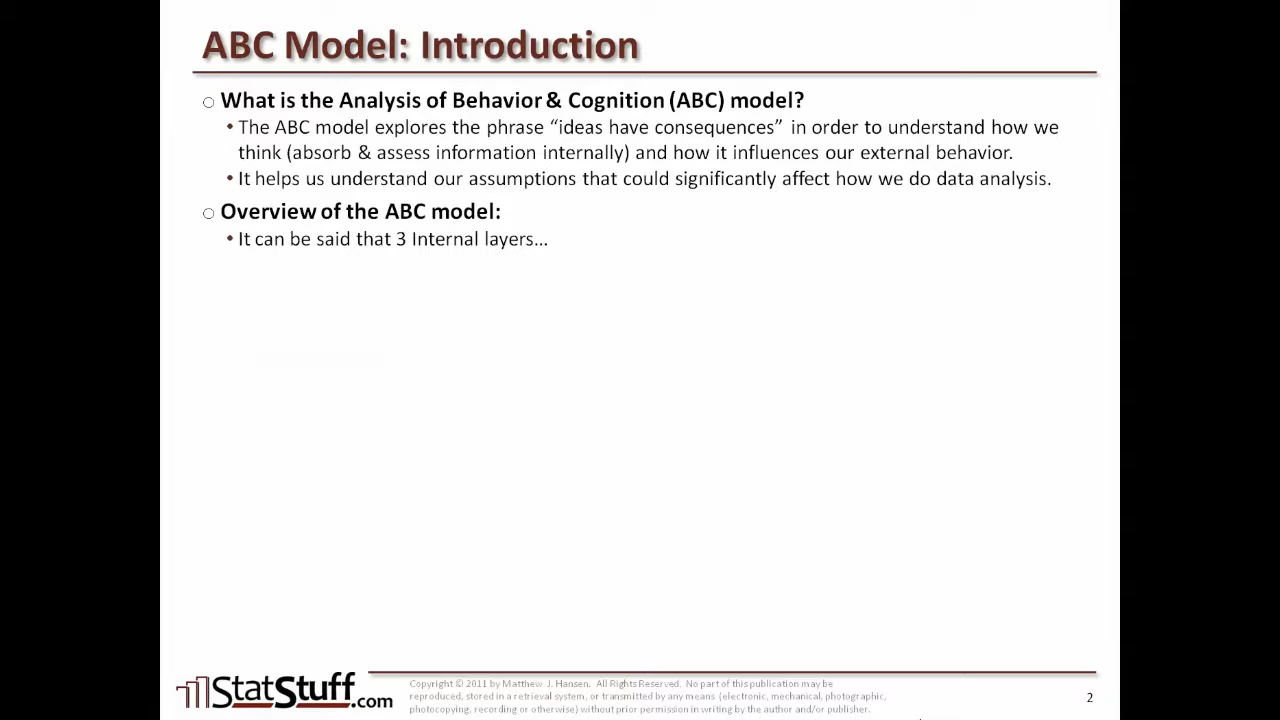 ABC Model: Introduction
What is the Analysis of Behavior & Cognition (ABC) model?
• The ABC model explores the phrase “ideas have consequences” in order to understand how we
think (absorb & assess information internally) and how it influences our external behavior.
• It helps us understand our assumptions that could significantly affect how we do data analysis.
Overview of the ABC model:
• It can be said that 3 Internal layers…
StatStuff.com
Copyright © 2011 by Matthew J. Hansen. All Rights Reserved. No part of this publication may be
reproduced, stored in a retrieval system, or transmitted by any means (electronic, mechanical, photographic,
photocopying, recording or otherwise) without prior permission in writing by the author and/or publisher.
2